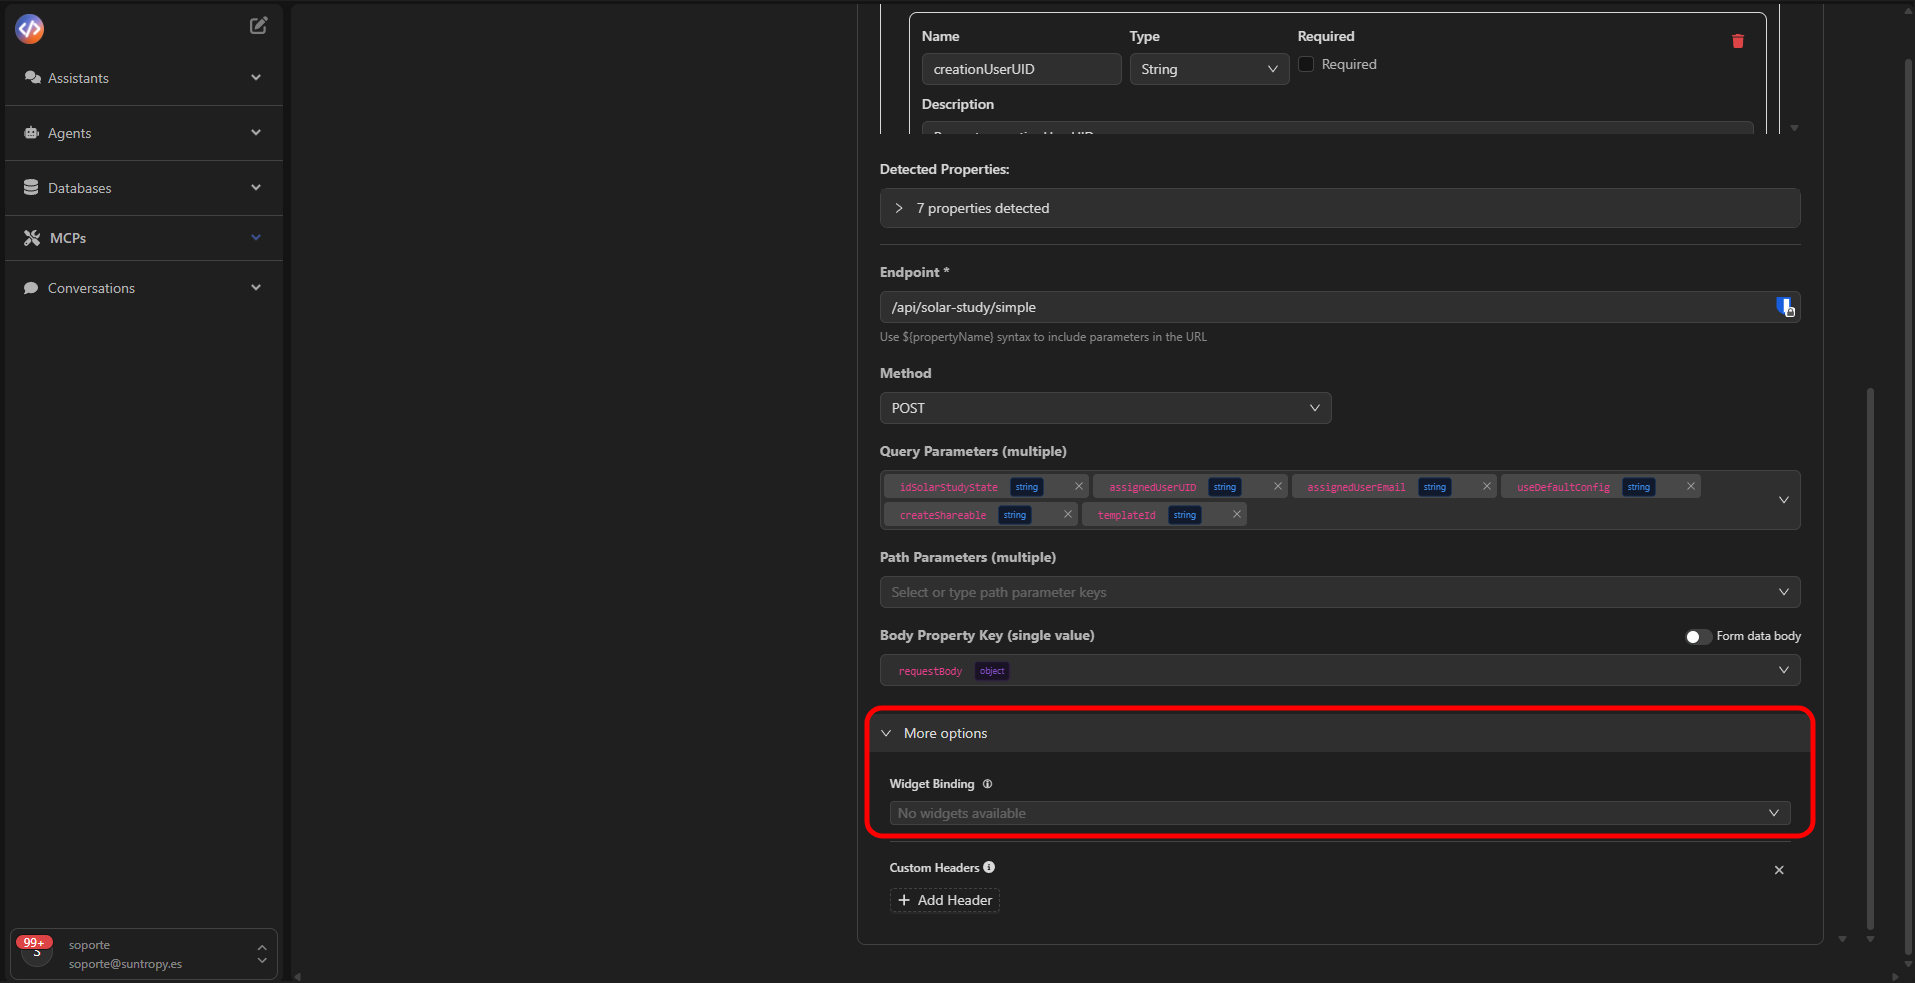 Assistants
Agents
Databases
MCPs
Conversations
99+
S
soporte
soporte@suntropy.es
Name
Type
Required
creationUserUID
String
Required
Description
Detected Properties:
7 properties detected
Endpoint *
/api/solar-study/simple
Use ${propertyName} syntax to include parameters in the URL
Method
POST
Query Parameters (multiple)
idSolarStudyState string
assignedUserUID string
assignedUserEmail string
useDefaultConfig string
createShareable string
templateId string
Path Parameters (multiple)
Select or type path parameter keys
Body Property Key (single value)
Form data body
requestBody object
More options
Widget Binding
No widgets available
Custom Headers
+ Add Header